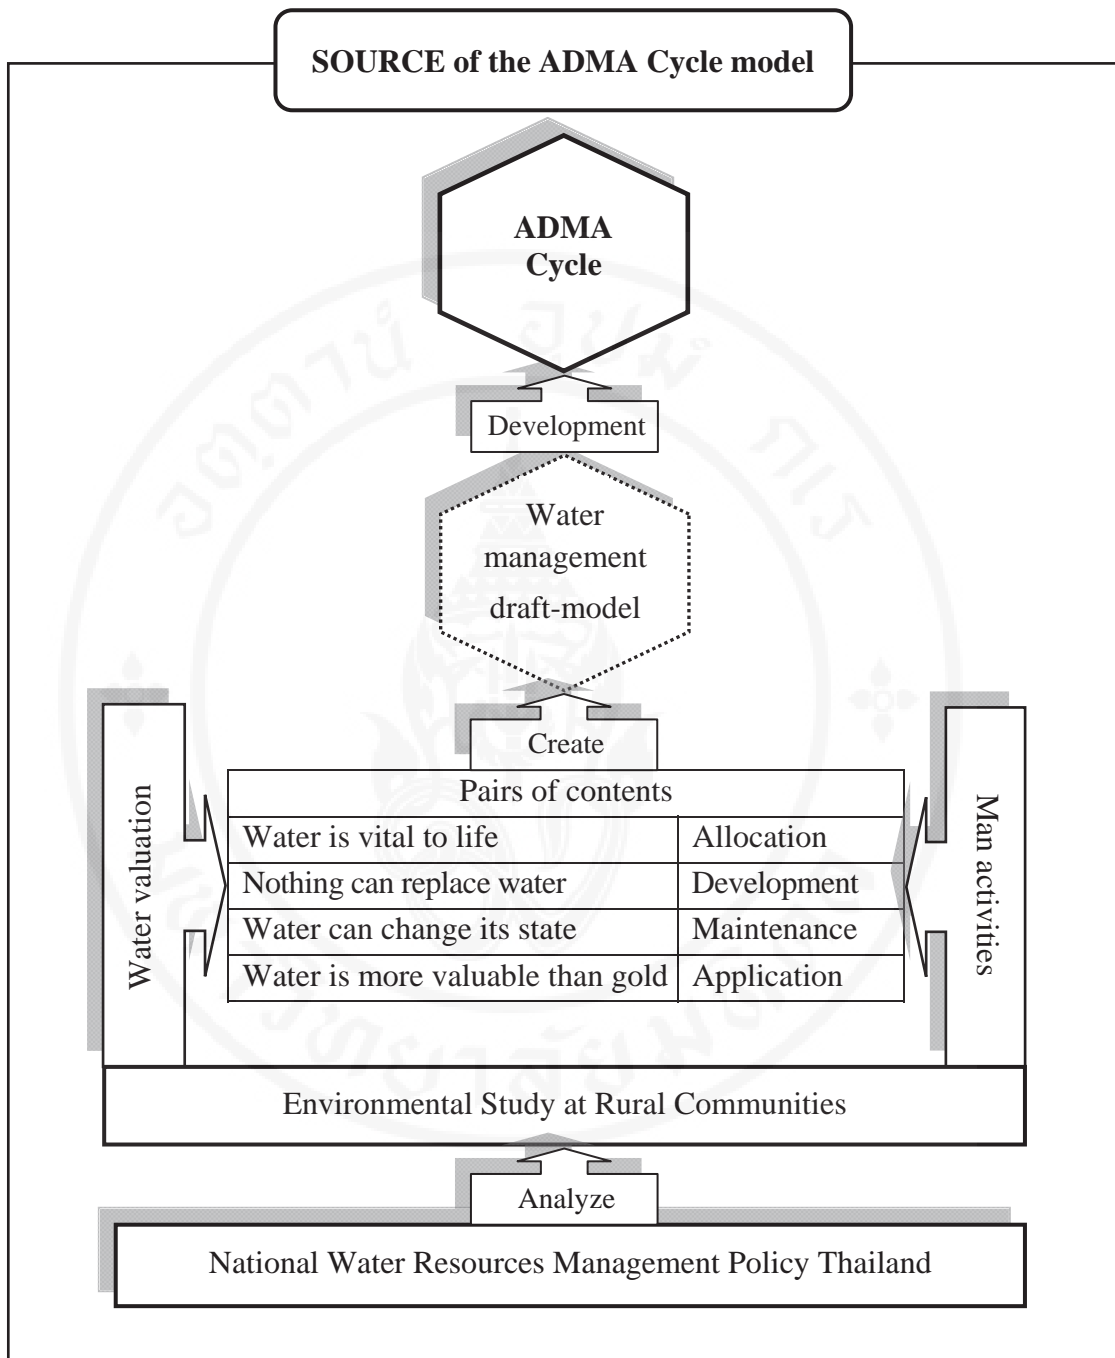 SOURCE of the ADMA Cycle model
ADMA
Cycle
Development
Water
management
draft-model
Create
Water valuation
Pairs of contents
Water is vital to life Allocation
Nothing can replace water Development
Water can change its state Maintenance
Water is more valuable than gold Application
Man activities
Environmental Study at Rural Communities
Analyze
National Water Resources Management Policy Thailand